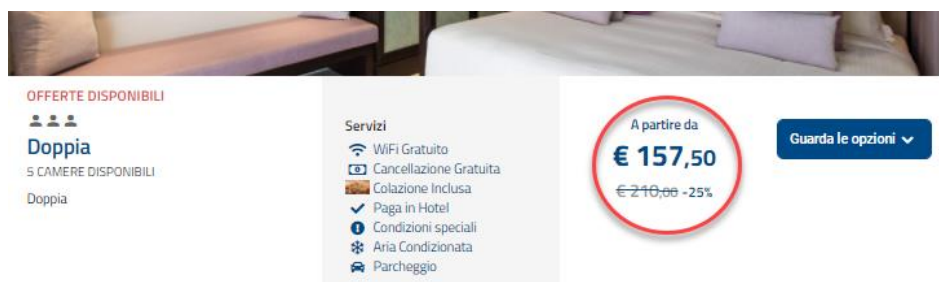 OFFERTE DISPONIBILI
Doppia
5 CAMERE DISPONIBILI
Doppia
Servizi
WiFi Gratuito
Cancellazione Gratuita
Colazione Inclusa
Paga in Hotel
Condizioni speciali
Aria Condizionata
Parcheggio
A partire da
€ 157,50
€ 210,00 -25%
Guarda le opzioni